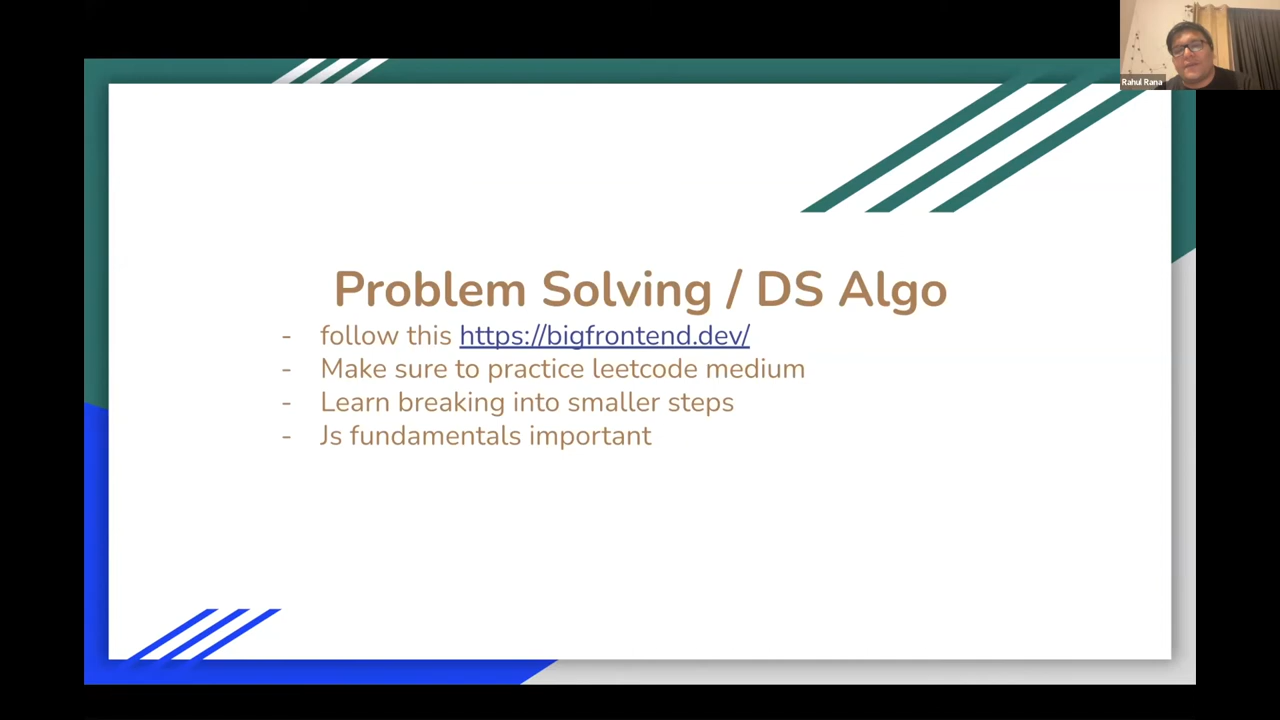 Rahul Rana
Problem Solving / DS Algo
- follow this https://bigfrontend.dev/
- Make sure to practice leetcode medium
- Learn breaking into smaller steps
- Js fundamentals important